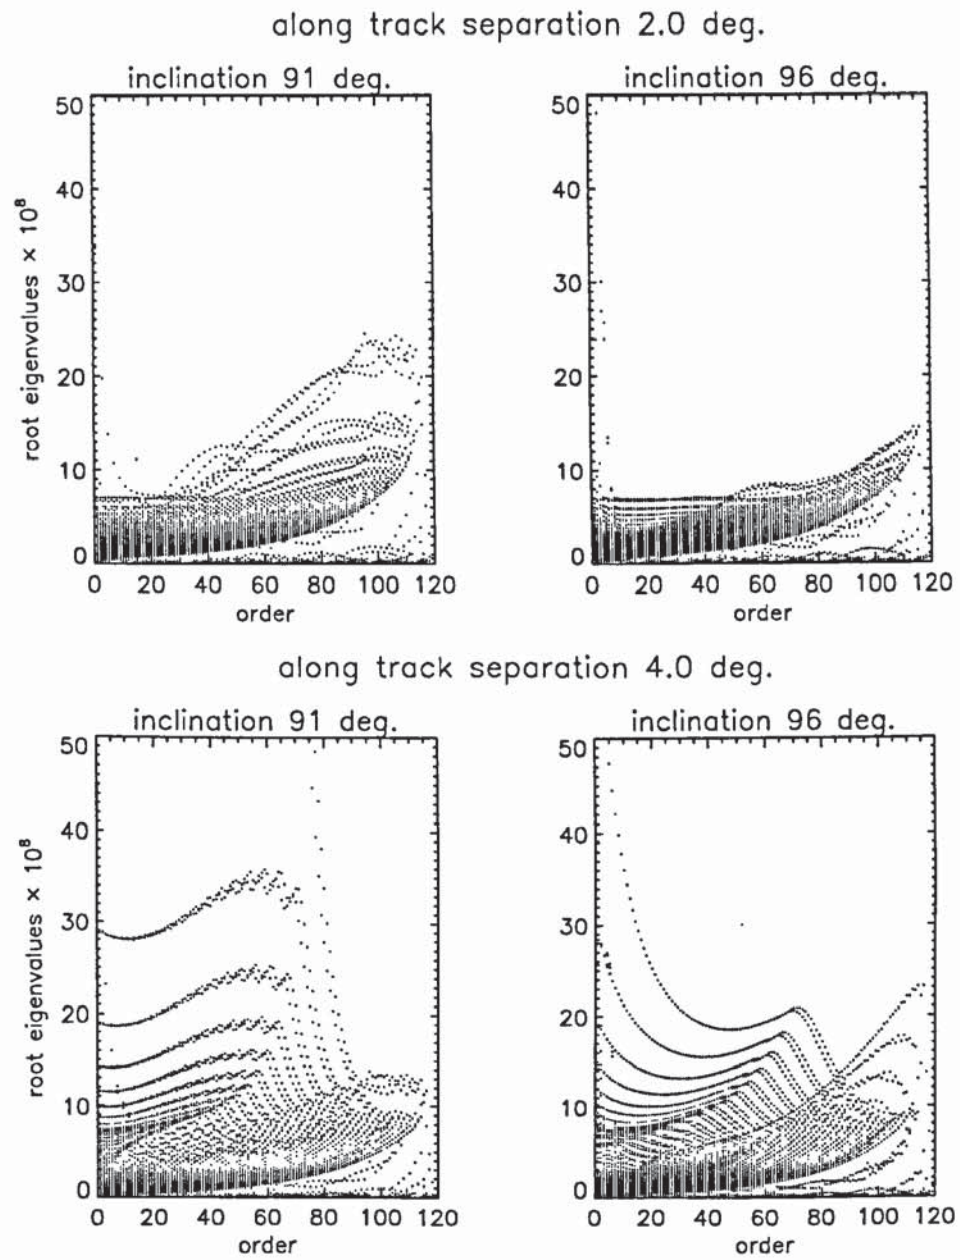 along track separation 2.0 deg.
inclination 91 deg.
inclination 96 deg.
root eigenvalues × 10⁸
50
40
30
20
10
0
0 20 40 60 80 100 120
order
50
40
30
20
10
0
0 20 40 60 80 100 120
order
along track separation 4.0 deg.
inclination 91 deg.
inclination 96 deg.
root eigenvalues × 10⁸
50
40
30
20
10
0
0 20 40 60 80 100 120
order
50
40
30
20
10
0
0 20 40 60 80 100 120
order